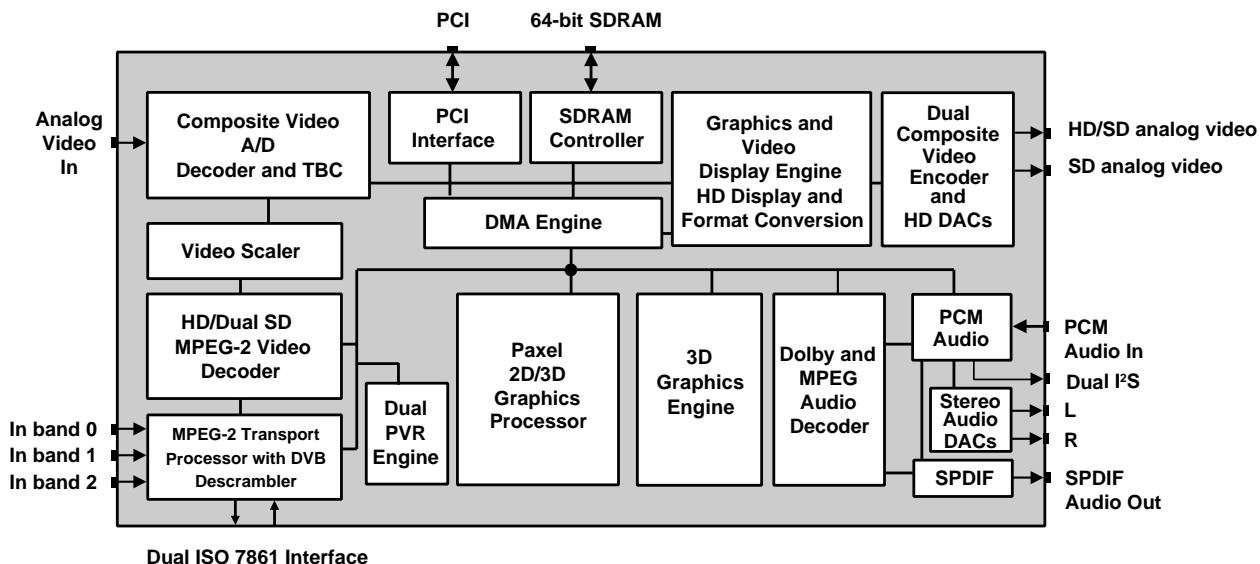 PCI
64-bit SDRAM
Analog
Video
In
Composite Video
A/D
Decoder and TBC
PCI
Interface
SDRAM
Controller
Graphics and
Video
Display Engine
HD Display and
Format Conversion
Dual
Composite
Video
Encoder
and
HD DACs
HD/SD analog video
SD analog video
DMA Engine
Video Scaler
HD/Dual SD
MPEG-2 Video
Decoder
Paxel
2D/3D
Graphics
Processor
3D
Graphics
Engine
Dolby and
MPEG
Audio
Decoder
PCM
Audio
PCM
Audio In
Dual I²S
Dual
PVR
Engine
Stereo
Audio
DACs
L
R
In band 0
In band 1
In band 2
MPEG-2 Transport
Processor with DVB
Descrambler
SPDIF
SPDIF
Audio Out
Dual ISO 7861 Interface